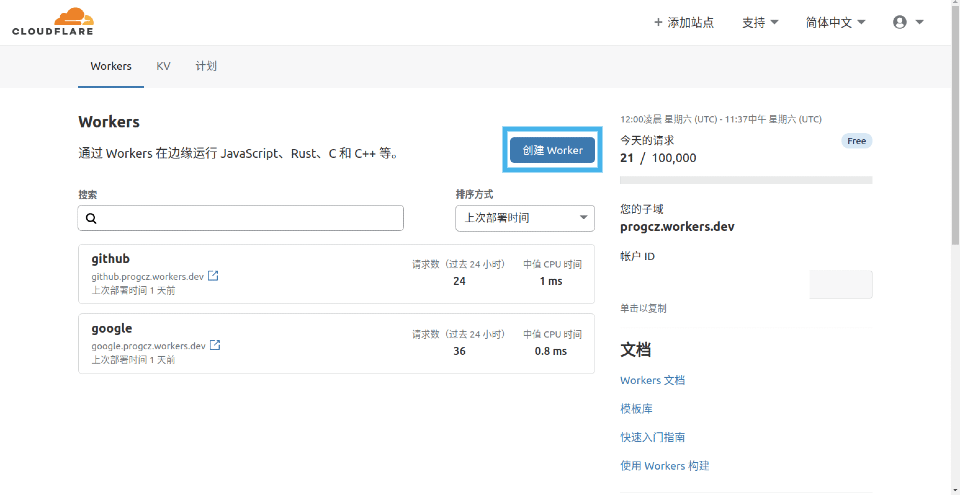 CLOUDFLARE
+ 添加站点 支持 简体中文
Workers KV 计划
Workers
通过 Workers 在边缘运行 JavaScript、Rust、C 和 C++ 等。
创建 Worker
搜索
排序方式
上次部署时间
github
github.progcz.workers.dev
上次部署时间 1 天前
请求数（过去 24 小时） 中值 CPU 时间
24 1 ms
google
google.progcz.workers.dev
上次部署时间 1 天前
请求数（过去 24 小时） 中值 CPU 时间
36 0.8 ms
12:00凌晨 星期六 (UTC) - 11:37中午 星期六 (UTC)
今天的请求
Free
21 / 100,000
您的子域
progcz.workers.dev
帐户 ID
单击以复制
文档
Workers 文档
模板库
快速入门指南
使用 Workers 构建